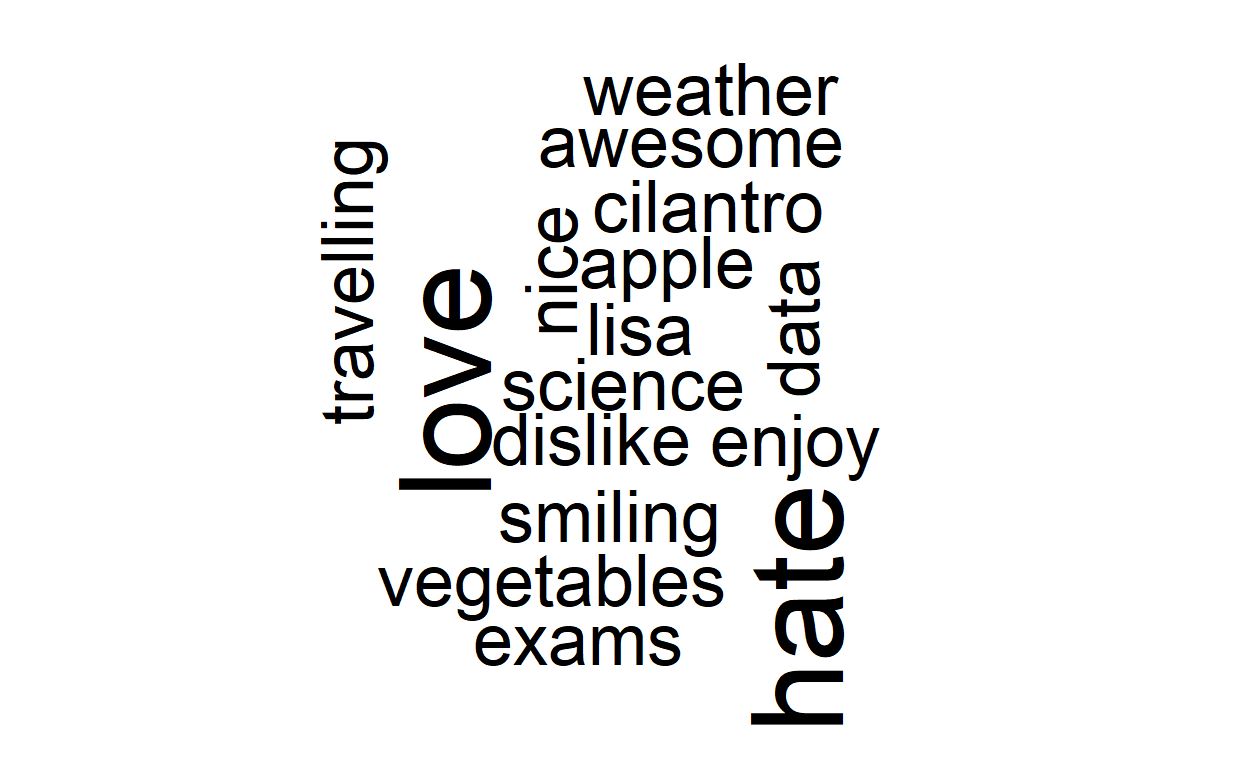 weather
awesome
travelling
cilantro
nice
apple
data
love
lisa
science
dislike
enjoy
smiling
hate
vegetables
exams